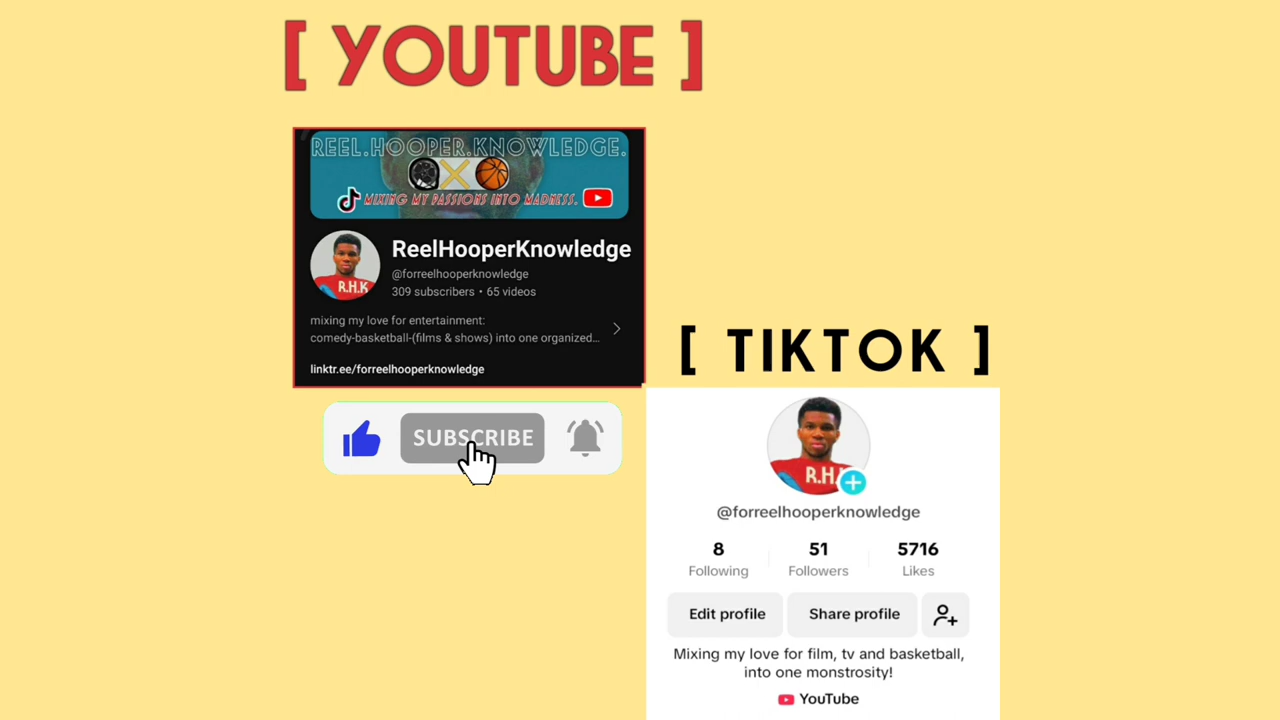 [ YOUTUBE ]
REEL.HOOPER.KNOWLEDGE.
MIXING MY PASSIONS INTO MADNESS.
R.H.K
ReelHooperKnowledge
@forreelhooperknowledge
309 subscribers • 65 videos
mixing my love for entertainment:
comedy-basketball-(films & shows) into one organized...
linktr.ee/forreelhooperknowledge
SUBSCRIBE
[ TIKTOK ]
R.H.
@forreelhooperknowledge
8 51 5716
Following Followers Likes
Edit profile Share profile
Mixing my love for film, tv and basketball,
into one monstrosity!
YouTube